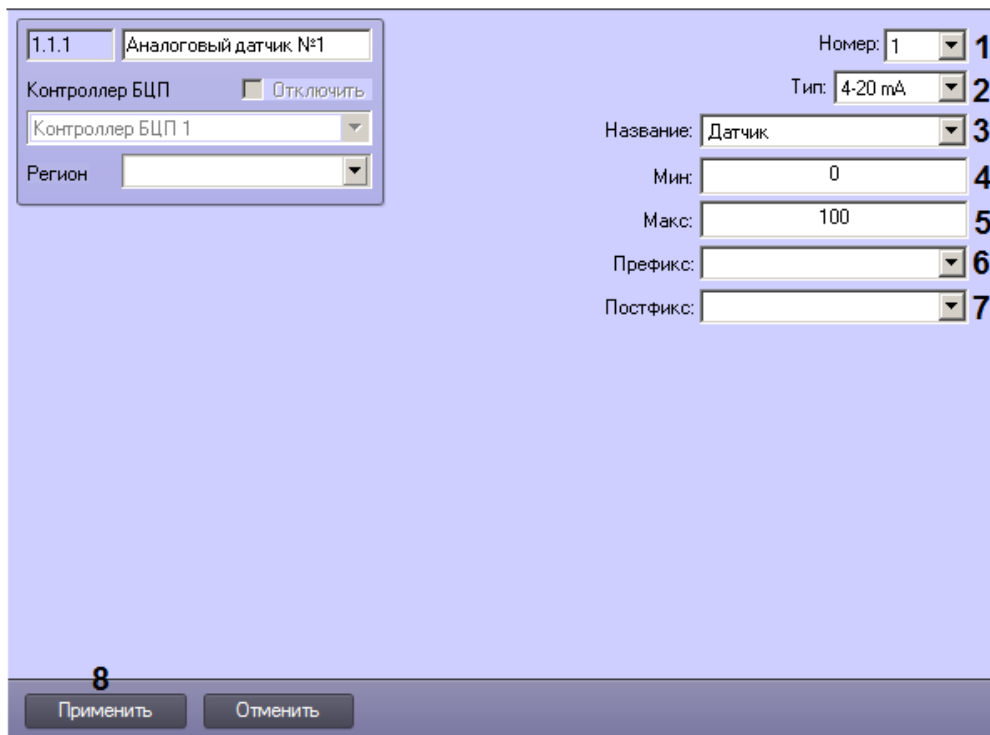 1.1.1 Аналоговый датчик №1
Контроллер БЦП Отключить
Контроллер БЦП 1
Регион
Номер: 1 1
Тип: 4-20 mA 2
Название: Датчик 3
Мин: 0 4
Макс: 100 5
Префикс: 6
Постфикс: 7
8
Применить Отменить